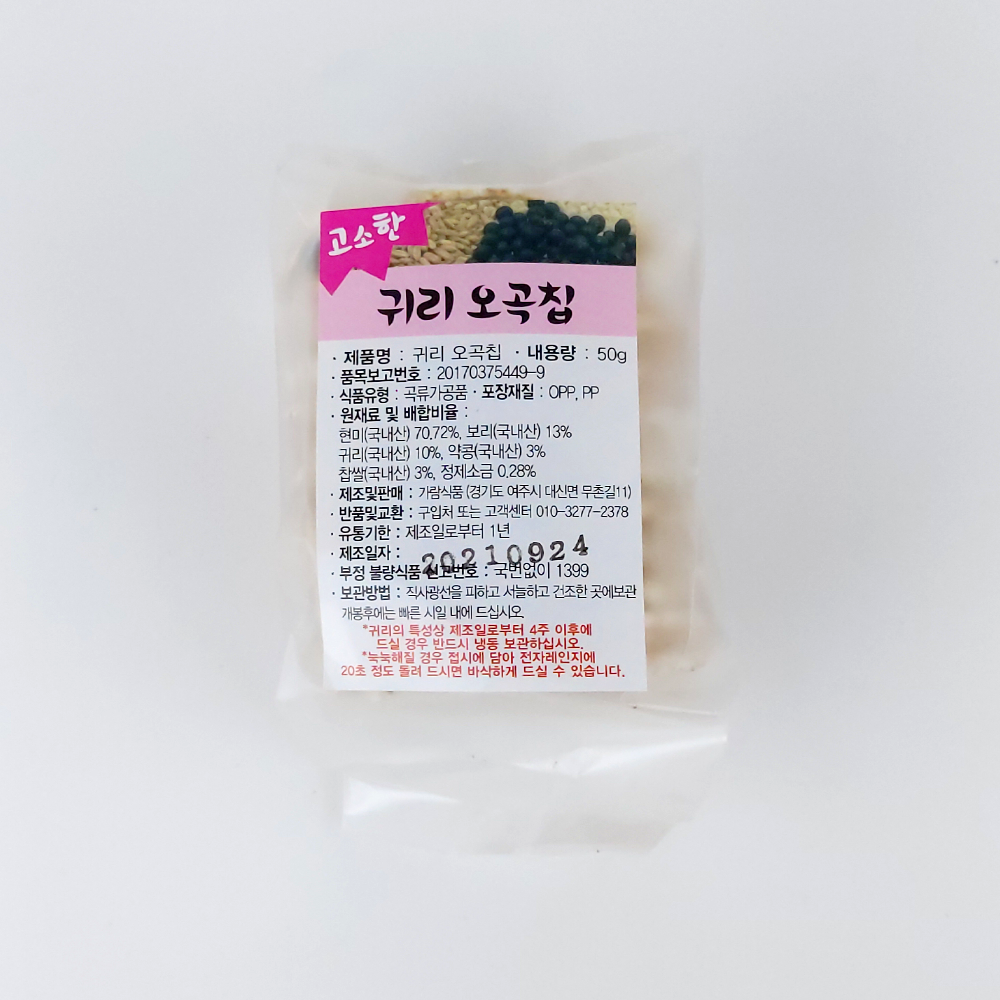 고소한
귀리 오곡칩
· 제품명 : 귀리 오곡칩 · 내용량 : 50g
· 품목보고번호 : 20170375449-9
· 식품유형 : 곡류가공품 · 포장재질 : OPP, PP
· 원재료 및 배합비율 :
현미(국내산) 70.72%, 보리(국내산) 13%
귀리(국내산) 10%, 약콩(국내산) 3%
찹쌀(국내산) 3%, 정제소금 0.28%
· 제조및판매 : 가람식품 (경기도 여주시 대신면 무촌길11)
· 반품및교환 : 구입처 또는 고객센터 010-3277-2378
· 유통기한 : 제조일로부터 1년
· 제조일자 : 20210924
· 부정 불량식품 신고번호 : 국번없이 1399
· 보관방법 : 직사광선을 피하고 서늘하고 건조한 곳에보관
개봉후에는 빠른 시일 내에 드십시오.
*귀리의 특성상 제조일로부터 4주 이후에
드실 경우 반드시 냉동 보관하십시오.
*눅눅해질 경우 접시에 담아 전자레인지에
20초 정도 돌려 드시면 바삭하게 드실 수 있습니다.